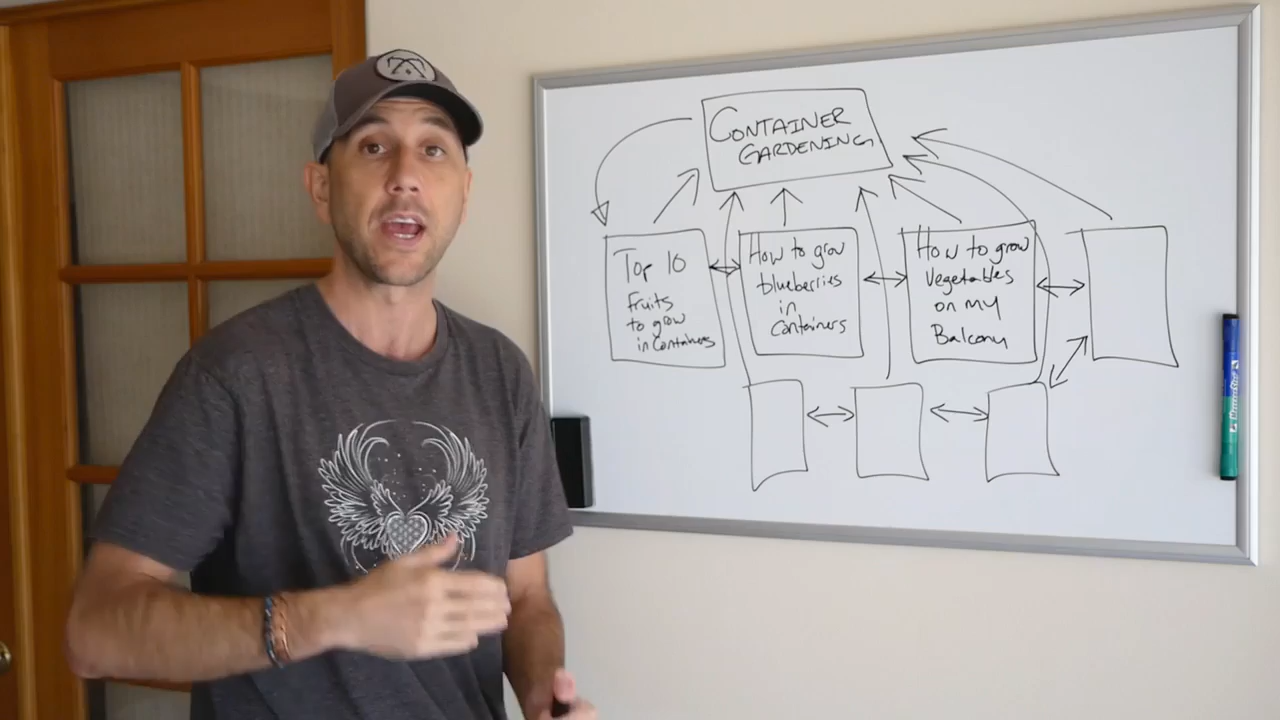 CONTAINER
GARDENING
Top 10
fruits
to grow
in Containers
How to grow
blueberries
in
Containers
How to grow
Vegetables
on my
Balcony